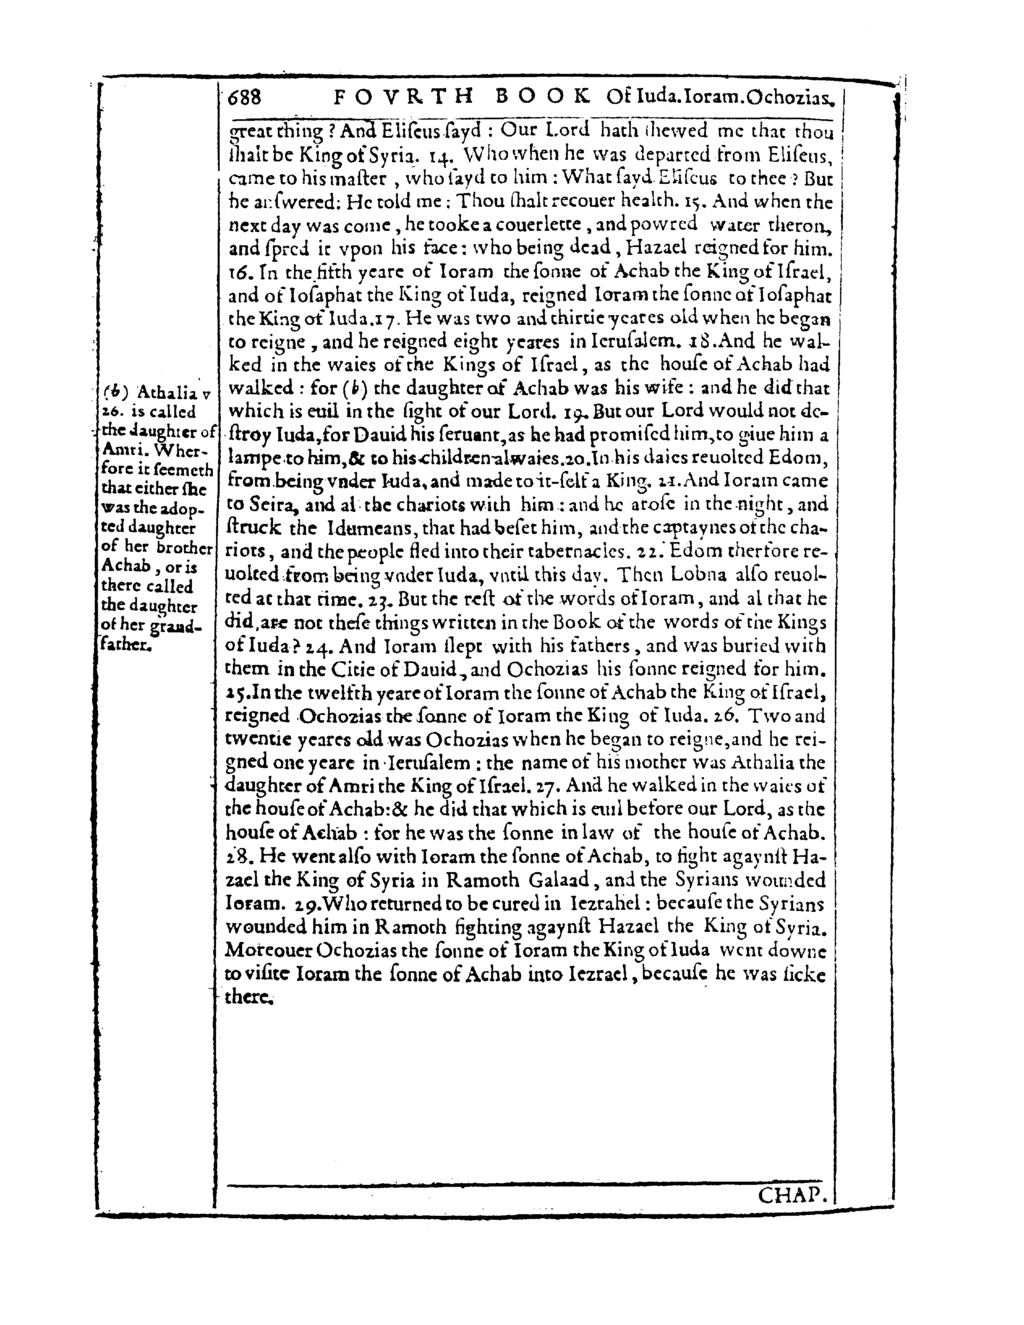 688 FOVRTH BOOK Of Iuda. Ioram. Ochozias.
great thing? And Eliſeus ſayd: Our Lord hath ſhewed me that thou
ſhalt be King of Syria. 14. Who when he was departed from Eliſeus,
came to his maſter, who ſayd to him: What ſayd Eliſeus to thee? But
he anſwered: He told me: Thou ſhalt recouer health. 15. And when the
next day was come, he tooke a couerlette, and powred water theron,
and ſpred it vpon his face: who being dead, Hazael reigned for him.
16. In the fifth yeare of Ioram the ſonne of Achab the King of Iſrael,
and of Ioſaphat the King of Iuda, reigned Ioram the ſonne of Ioſaphat
the King of Iuda. 17. He was two and thirtie yeares old when he began
to reigne, and he reigned eight yeares in Ieruſalem. 18. And he wal-
ked in the waies of the Kings of Iſrael, as the houſe of Achab had
walked: for (b) the daughter of Achab was his wife: and he did that
which is euil in the ſight of our Lord. 19. But our Lord would not de-
ſtroy Iuda, for Dauid his ſeruant, as he had promiſed him, to giue him a
lampe to him, & to his children alwaies. 20. In his daies reuolted Edom,
from being vnder Iuda, and made to it-ſelf a King. 21. And Ioram came
to Seira, and al the chariots with him: and he aroſe in the night, and
ſtruck the Idumeans, that had beſet him, and the captaynes of the cha-
riots, and the people fled into their tabernacles. 22. Edom therfore re-
uolted from being vnder Iuda, vntil this day. Then Lobna alſo reuol-
ted at that time. 23. But the reſt of the words of Ioram, and al that he
did, are not theſe things written in the Book of the words of the Kings
of Iuda? 24. And Ioram ſlept with his fathers, and was buried with
them in the Citie of Dauid, and Ochozias his ſonne reigned for him.
25. In the twelfth yeare of Ioram the ſonne of Achab the King of Iſrael,
reigned Ochozias the ſonne of Ioram the King of Iuda. 26. Two and
twentie yeares old was Ochozias when he began to reigne, and he rei-
gned one yeare in Ieruſalem: the name of his mother was Athalia the
daughter of Amri the King of Iſrael. 27. And he walked in the waies of
the houſe of Achab: & he did that which is euil before our Lord, as the
houſe of Achab: for he was the ſonne in law of the houſe of Achab.
28. He went alſo with Ioram the ſonne of Achab, to fight agaynſt Ha-
zael the King of Syria in Ramoth Galaad, and the Syrians wounded
Ioram. 29. Who returned to be cured in Iezrahel: becauſe the Syrians
wounded him in Ramoth fighting agaynſt Hazael the King of Syria.
Moreouer Ochozias the ſonne of Ioram the King of Iuda went downe
to viſite Ioram the ſonne of Achab into Iezrael, becauſe he was ſicke
there.
(b) Athalia v
26. is called
the daughter of
Amri. Wher-
fore it ſeemeth
that either ſhe
was the adop-
ted daughter
of her brother
Achab, or is
there called
the daughter
of her grand-
father.
CHAP.